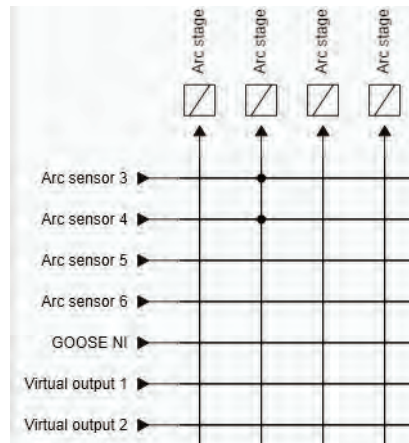 Arc stage
Arc stage
Arc stage
Arc stage
Arc sensor 3
Arc sensor 4
Arc sensor 5
Arc sensor 6
GOOSE NI
Virtual output 1
Virtual output 2